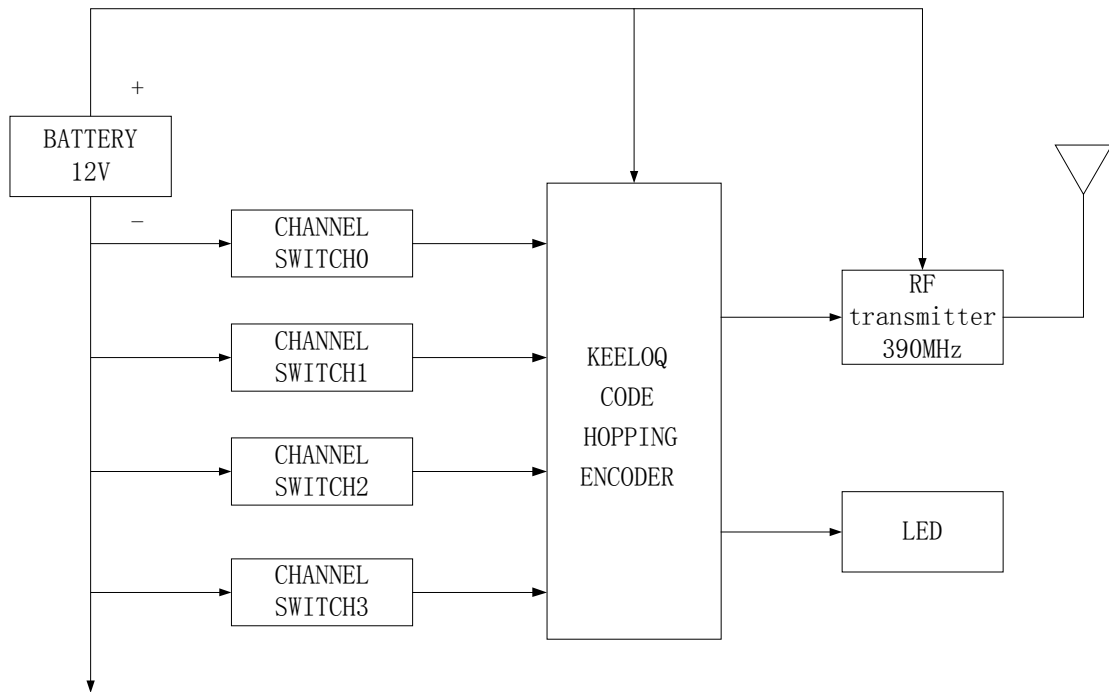 +
BATTERY
12V
-
CHANNEL
SWITCH0
CHANNEL
SWITCH1
CHANNEL
SWITCH2
CHANNEL
SWITCH3
KEELOQ
CODE
HOPPING
ENCODER
RF
transmitter
390MHz
LED